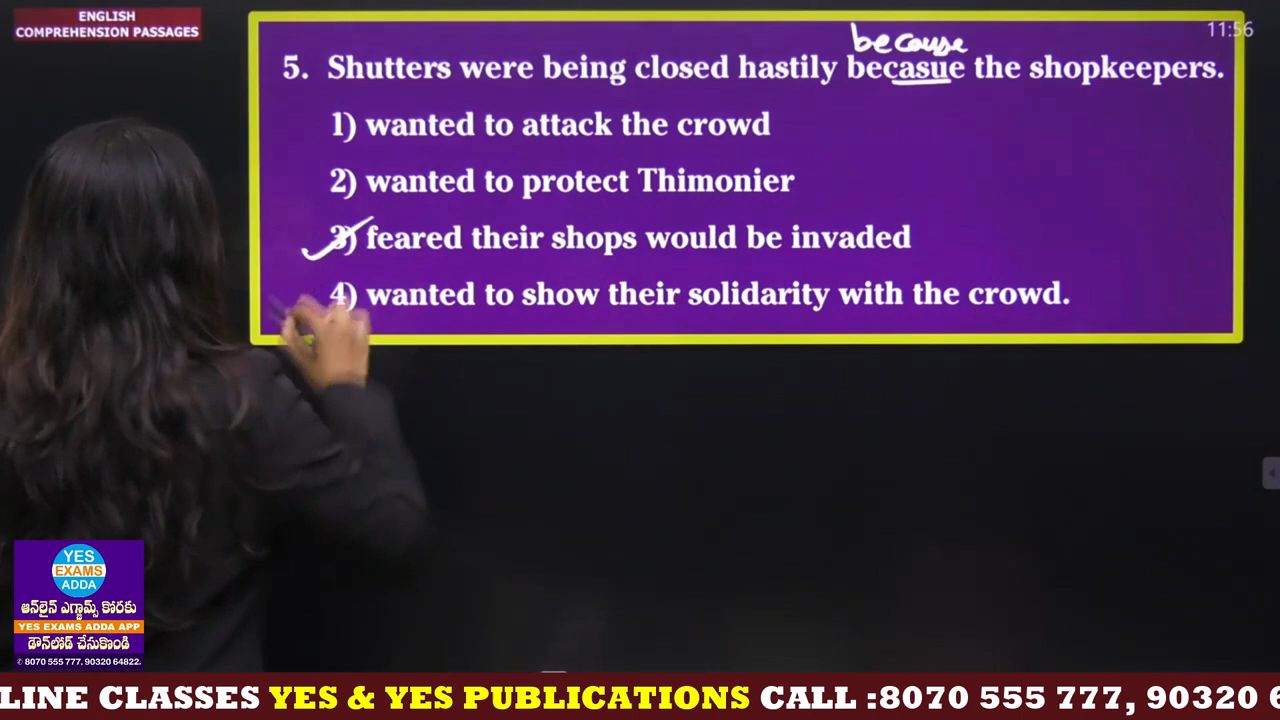 ENGLISH
COMPREHENSION PASSAGES
11:56
because
5. Shutters were being closed hastily becasue the shopkeepers.
1) wanted to attack the crowd
2) wanted to protect Thimonier
3) feared their shops would be invaded
4) wanted to show their solidarity with the crowd.
YES
EXAMS
ADDA
ఆన్‌లైన్ ఎగ్జామ్స్ కొరకు
YES EXAMS ADDA APP
డౌన్‌లోడ్ చేసుకొండి
✆ 8070 555 777, 90320 64822.
LINE CLASSES YES & YES PUBLICATIONS CALL :8070 555 777, 90320 6